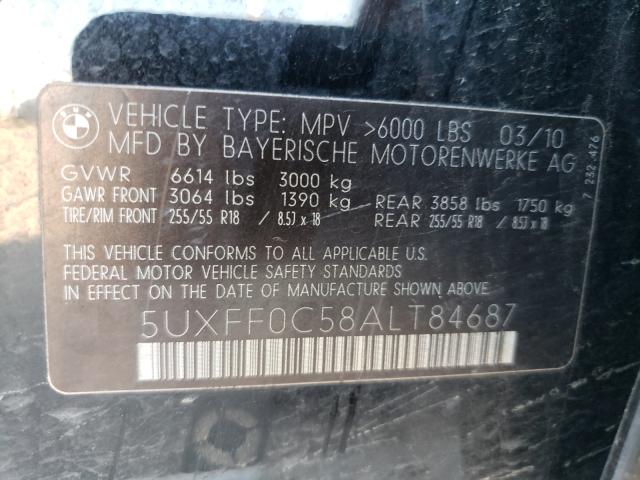 BMW
VEHICLE TYPE: MPV >6000 LBS 03/10
MFD BY BAYERISCHE MOTORENWERKE AG
GVWR 6614 lbs 3000 kg
GAWR FRONT 3064 lbs 1390 kg REAR 3858 lbs 1750 kg
TIRE/RIM FRONT 255/55 R18 / 8.5J x 18 REAR 255/55 R18 / 8.5J x 18
THIS VEHICLE CONFORMS TO ALL APPLICABLE U.S.
FEDERAL MOTOR VEHICLE SAFETY STANDARDS
IN EFFECT ON THE DATE OF MANUFACTURE SHOWN ABOVE.
5UXFF0C58ALT84687
7 232 476